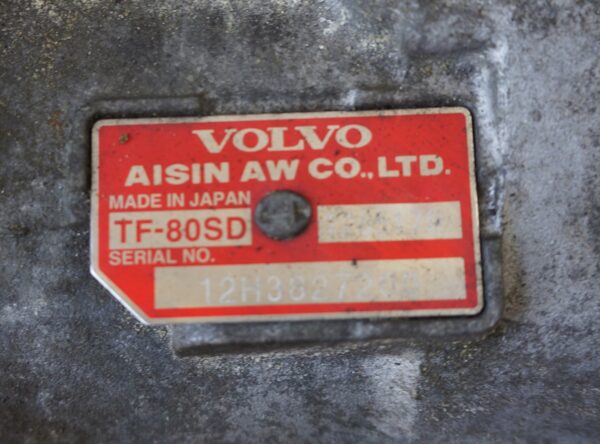 VOLVO
AISIN AW CO., LTD.
MADE IN JAPAN
TF-80SD
SERIAL NO.